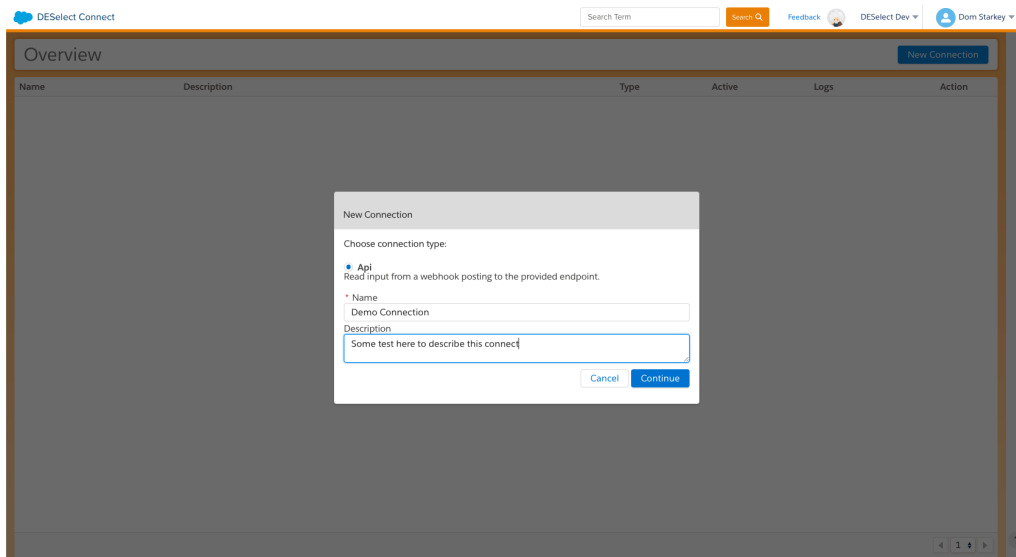 DESelect Connect
Search Term
Search
Feedback
DESelect Dev
Dom Starkey
Overview
New Connection
Name Description Type Active Logs Action
New Connection
Choose connection type:
Api
Read input from a webhook posting to the provided endpoint.
* Name
Demo Connection
Description
Some test here to describe this connect
Cancel
Continue
1